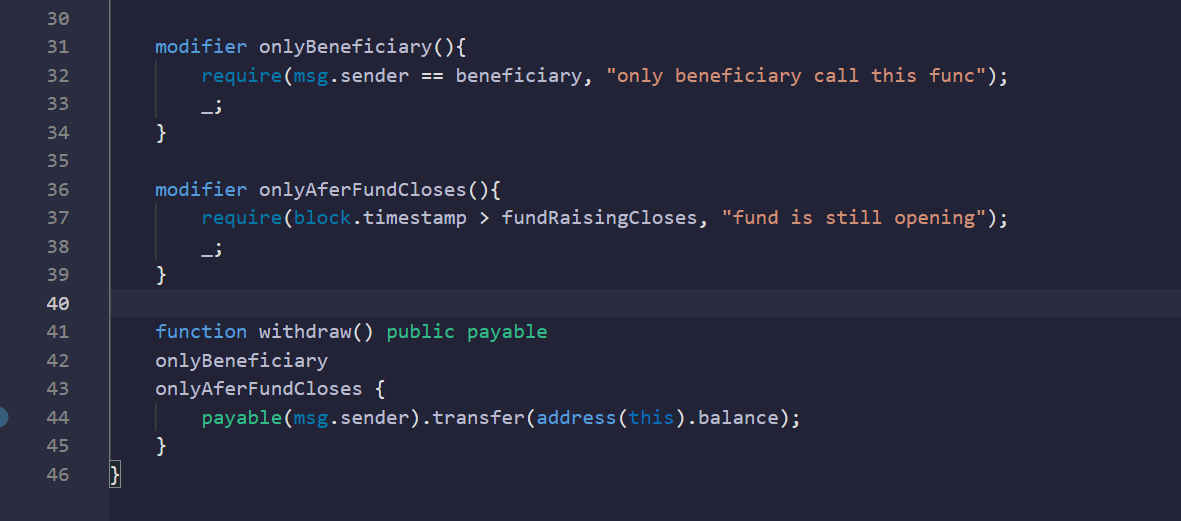 30
31 modifier onlyBeneficiary(){
32 require(msg.sender == beneficiary, "only beneficiary call this func");
33 _;
34 }
35
36 modifier onlyAferFundCloses(){
37 require(block.timestamp > fundRaisingCloses, "fund is still opening");
38 _;
39 }
40
41 function withdraw() public payable
42 onlyBeneficiary
43 onlyAferFundCloses {
44 payable(msg.sender).transfer(address(this).balance);
45 }
46 }